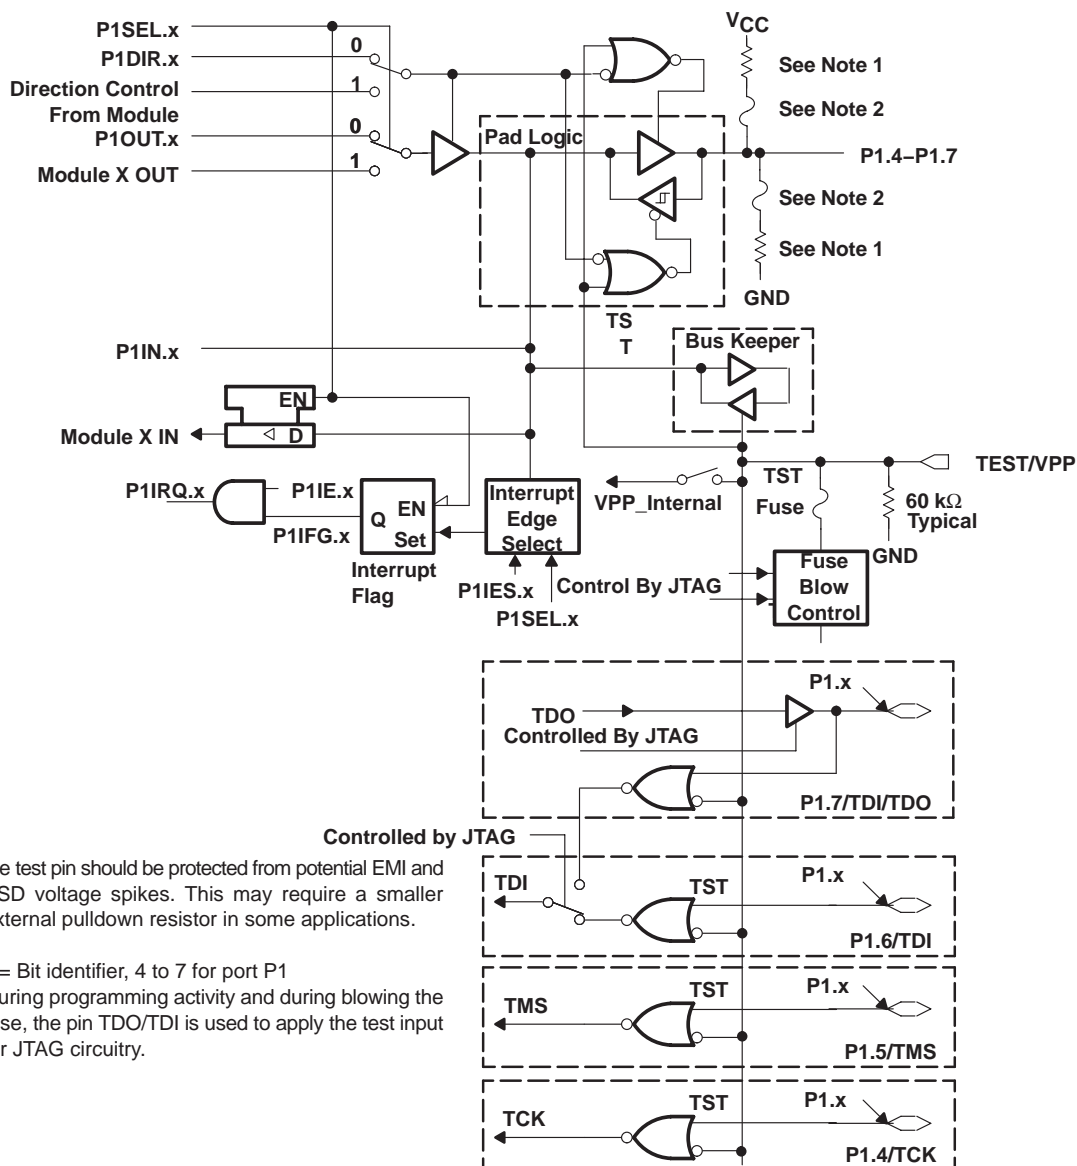 P1SEL.x
P1DIR.x
Direction Control
From Module
P1OUT.x
Module X OUT
0
1
0
1
Pad Logic
VCC
See Note 1
See Note 2
P1.4–P1.7
See Note 2
See Note 1
GND
TS
T
P1IN.x
Bus Keeper
EN
D
Module X IN
TEST/VPP
TST
VPP_Internal
Fuse
60 kΩ
Typical
GND
P1IRQ.x
P1IE.x
P1IFG.x
Q
EN
Set
Interrupt
Flag
Interrupt
Edge
Select
P1IES.x
P1SEL.x
Control By JTAG
Fuse
Blow
Control
P1.x
TDO
Controlled By JTAG
P1.7/TDI/TDO
Controlled by JTAG
TDI
TST
P1.x
P1.6/TDI
TMS
TST
P1.x
P1.5/TMS
TCK
TST
P1.x
P1.4/TCK
test pin should be protected from potential EMI and
voltage spikes. This may require a smaller
pulldown resistor in some applications.
= Bit identifier, 4 to 7 for port P1
programming activity and during blowing the
the pin TDO/TDI is used to apply the test input
JTAG circuitry.